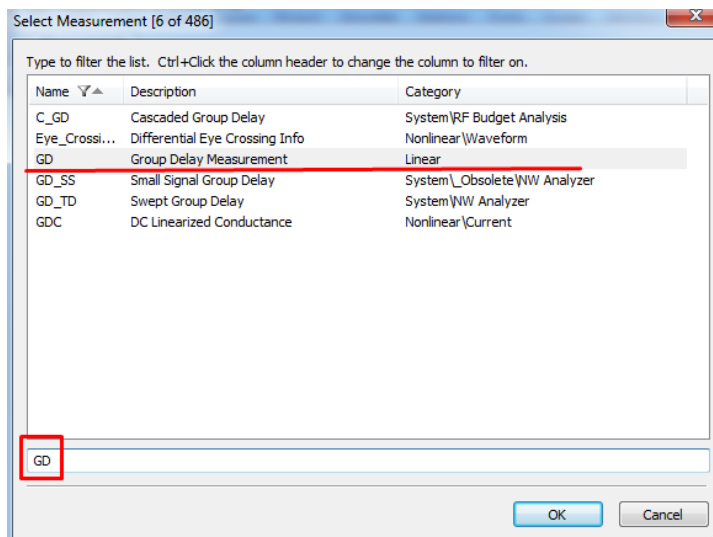 Select Measurement [6 of 486]
Type to filter the list. Ctrl+Click the column header to change the column to filter on.
Name Description Category
C_GD Cascaded Group Delay System\RF Budget Analysis
Eye_Crossi... Differential Eye Crossing Info Nonlinear\Waveform
GD Group Delay Measurement Linear
GD_SS Small Signal Group Delay System\_Obsolete\NW Analyzer
GD_TD Swept Group Delay System\NW Analyzer
GDC DC Linearized Conductance Nonlinear\Current
GD
OK Cancel